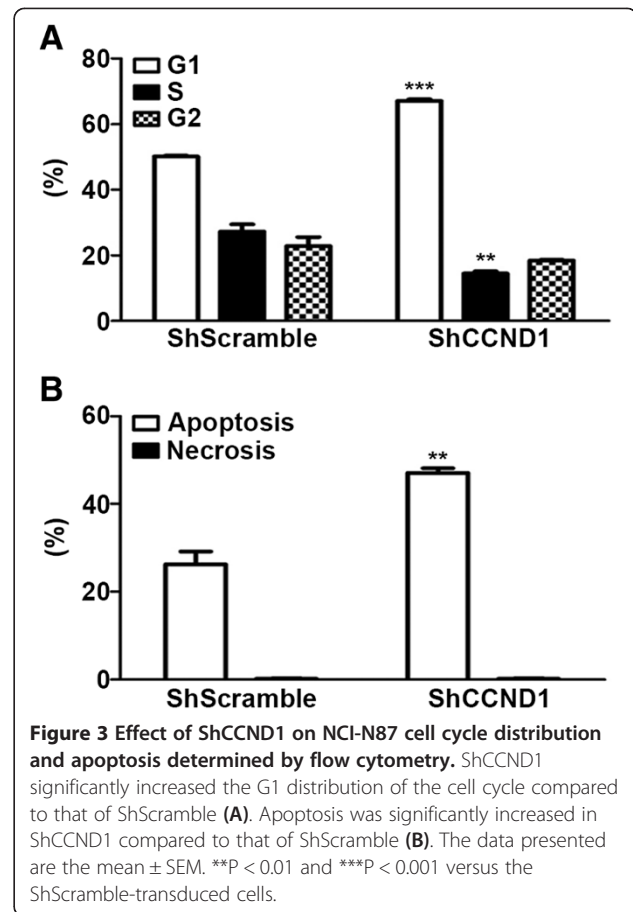 A
80
60
40
20
0
(%)
G1
S
G2
***
**
ShScramble ShCCND1
B
60
40
20
0
(%)
Apoptosis
Necrosis
**
ShScramble ShCCND1
Figure 3 Effect of ShCCND1 on NCI-N87 cell cycle distribution
and apoptosis determined by flow cytometry. ShCCND1
significantly increased the G1 distribution of the cell cycle compared
to that of ShScramble (A). Apoptosis was significantly increased in
ShCCND1 compared to that of ShScramble (B). The data presented
are the mean ± SEM. **P < 0.01 and ***P < 0.001 versus the
ShScramble-transduced cells.